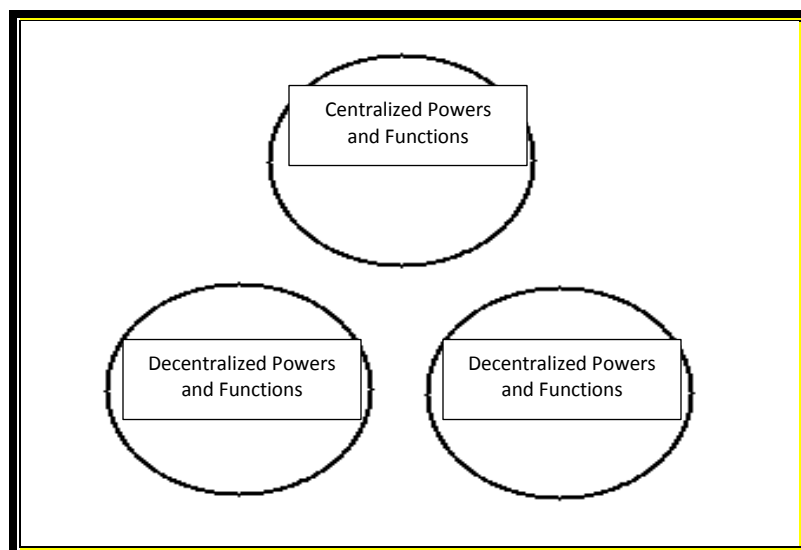 Centralized Powers
and Functions
Decentralized Powers
and Functions
Decentralized Powers
and Functions